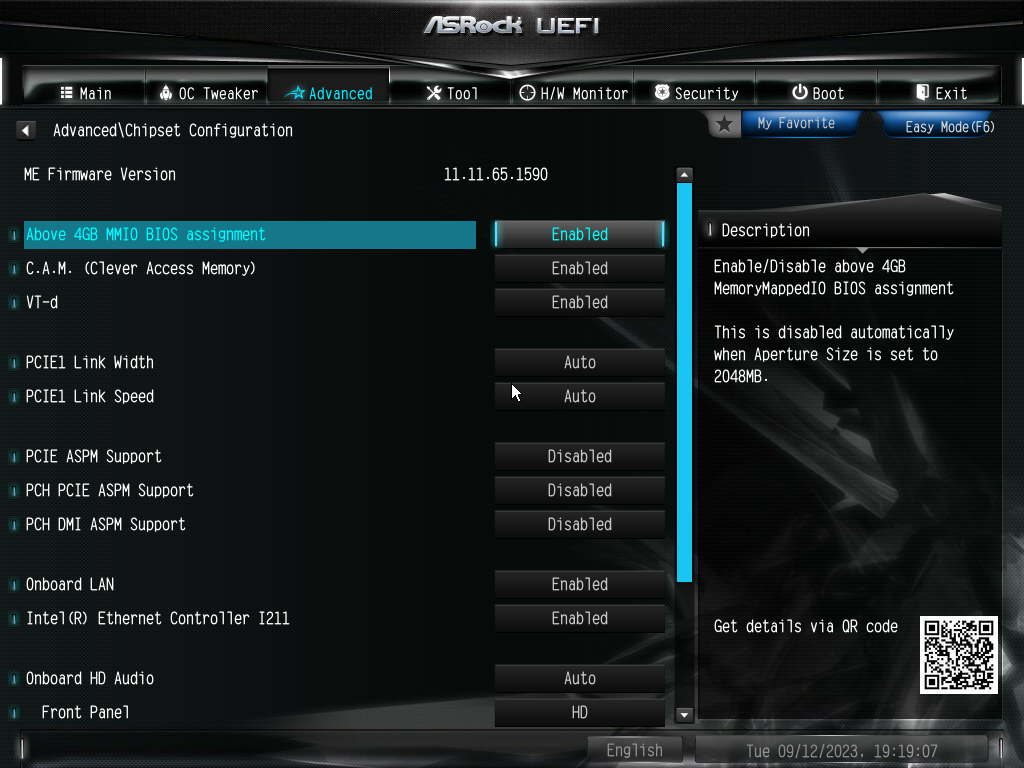 ASRock UEFI
Main OC Tweaker Advanced Tool H/W Monitor Security Boot Exit
Advanced\Chipset Configuration
My Favorite
Easy Mode(F6)
ME Firmware Version 11.11.65.1590
Above 4GB MMIO BIOS assignment Enabled
C.A.M. (Clever Access Memory) Enabled
VT-d Enabled
PCIE1 Link Width Auto
PCIE1 Link Speed Auto
PCIE ASPM Support Disabled
PCH PCIE ASPM Support Disabled
PCH DMI ASPM Support Disabled
Onboard LAN Enabled
Intel(R) Ethernet Controller I211 Enabled
Onboard HD Audio Auto
Front Panel HD
Description
Enable/Disable above 4GB
MemoryMappedIO BIOS assignment
This is disabled automatically
when Aperture Size is set to
2048MB.
Get details via QR code
English
Tue 09/12/2023. 19:19:07